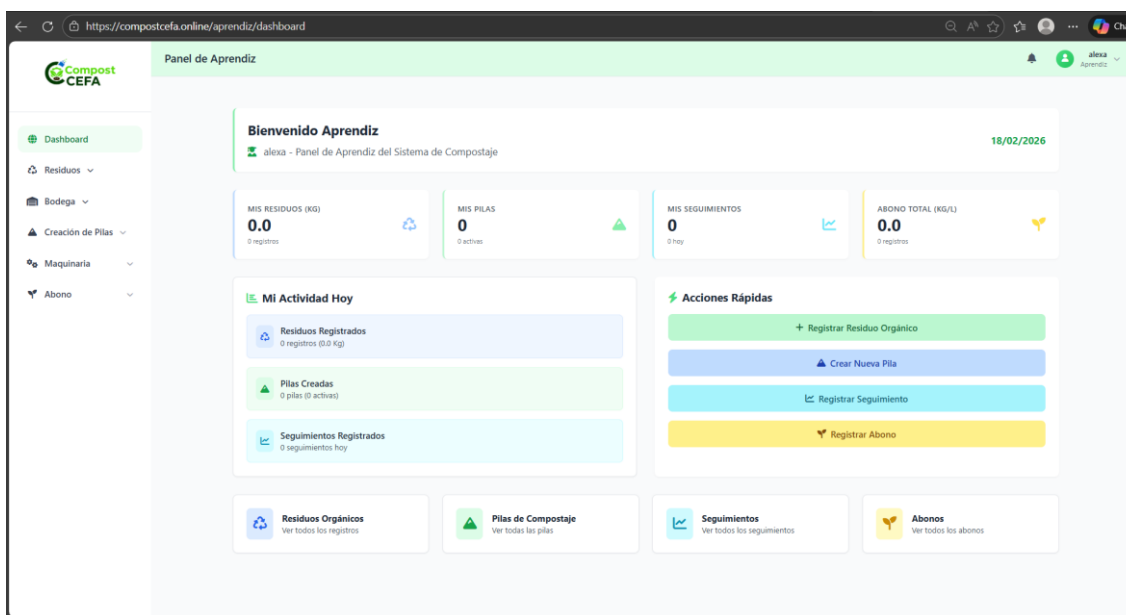 https://compostcefa.online/aprendiz/dashboard
Compost
CEFA
Panel de Aprendiz
alexa
Aprendiz
Dashboard
Residuos
Bodega
Creación de Pilas
Maquinaria
Abono
Bienvenido Aprendiz
alexa - Panel de Aprendiz del Sistema de Compostaje
18/02/2026
MIS RESIDUOS (KG)
0.0
0 registros
MIS PILAS
0
0 activas
MIS SEGUIMIENTOS
0
0 hoy
ABONO TOTAL (KG/L)
0.0
0 registros
Mi Actividad Hoy
Residuos Registrados
0 registros (0.0 Kg)
Pilas Creadas
0 pilas (0 activas)
Seguimientos Registrados
0 seguimientos hoy
Acciones Rápidas
+ Registrar Residuo Orgánico
Crear Nueva Pila
Registrar Seguimiento
Registrar Abono
Residuos Orgánicos
Ver todos los registros
Pilas de Compostaje
Ver todas las pilas
Seguimientos
Ver todos los seguimientos
Abonos
Ver todos los abonos